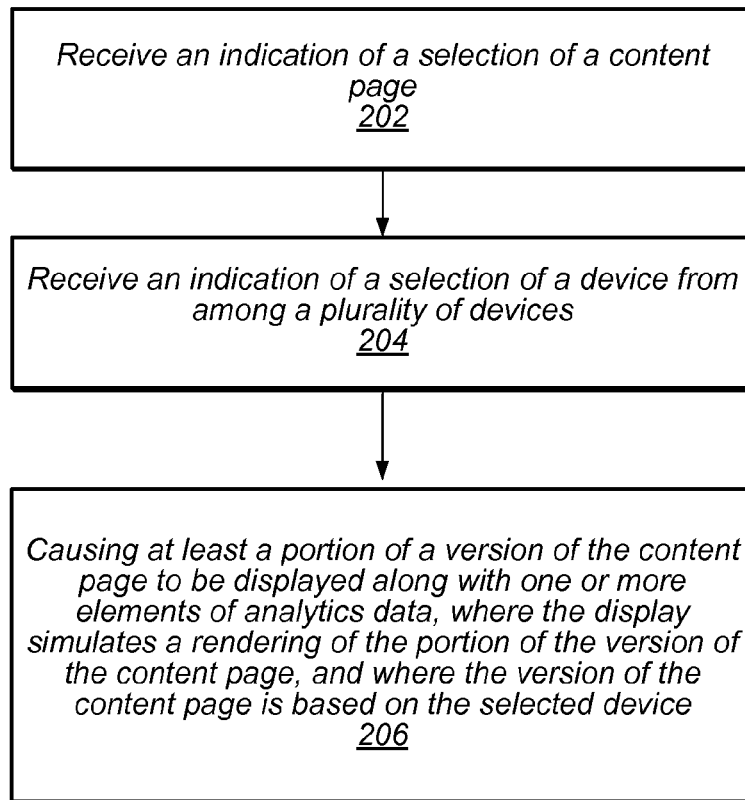 Receive an indication of a selection of a content
page
202
Receive an indication of a selection of a device from
among a plurality of devices
204
Causing at least a portion of a version of the content
page to be displayed along with one or more
elements of analytics data, where the display
simulates a rendering of the portion of the version of
the content page, and where the version of the
content page is based on the selected device
206